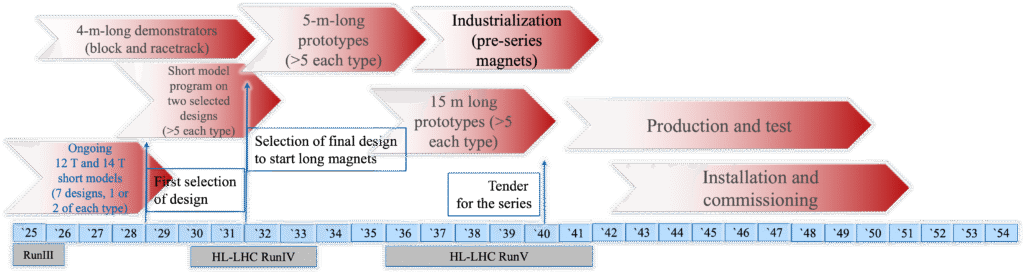 4-m-long demonstrators
(block and racetrack)
5-m-long
prototypes
(>5 each type)
Industrialization
(pre-series
magnets)
Short model
program on
two selected
designs
(>5 each type)
15 m long
prototypes (>5
each type)
Production and test
Ongoing
12 T and 14 T
short models
(7 designs, 1 or
2 of each type)
First selection
of design
Selection of final design
to start long magnets
Tender
for the series
Installation and
commissioning
`25 `26 `27 `28 `29 `30 `31 `32 `33 `34 `35 `36 `37 `38 `39 `40 `41 `42 `43 `44 `45 `46 `47 `48 `49 `50 `51 `52 `53 `54
RunIII
HL-LHC RunIV
HL-LHC RunV